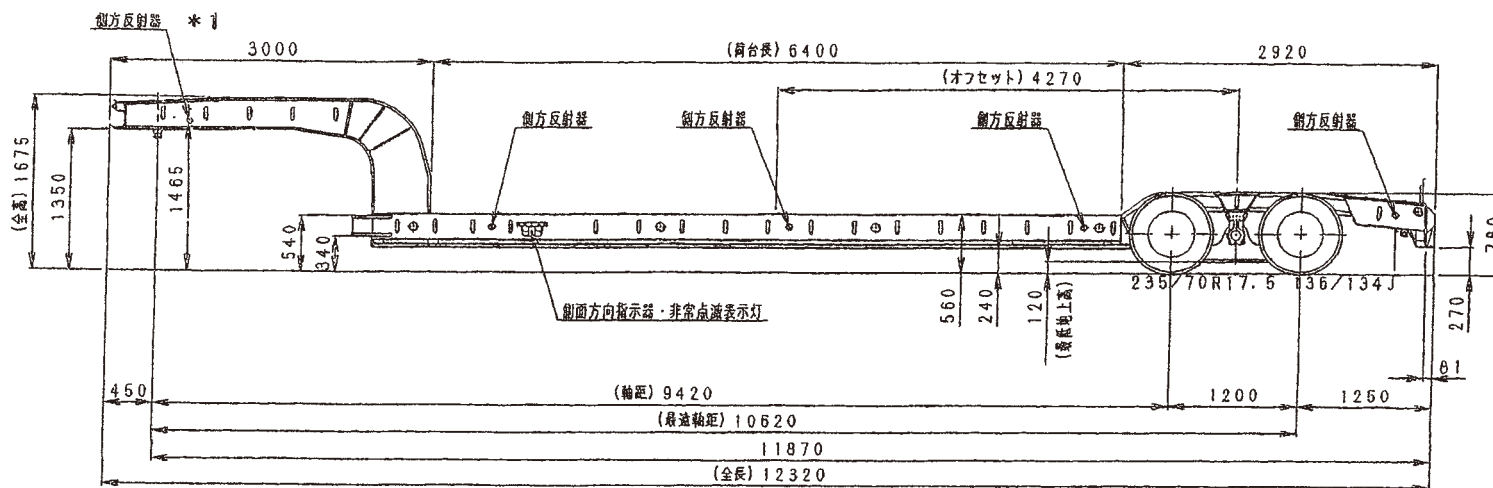 側方反射器 *1
3000
(荷台長) 6400
2920
(オフセット) 4270
側方反射器
側方反射器
側方反射器
側方反射器
(全高) 1675
1350
1465
540
340
560
240
120
(最低地上高)
235/70R17.5 136/134J
780
270
81
側面方向指示器・非常点滅表示灯
450
(軸距) 9420
1200
1250
(最遠軸距) 10620
11870
(全長) 12320